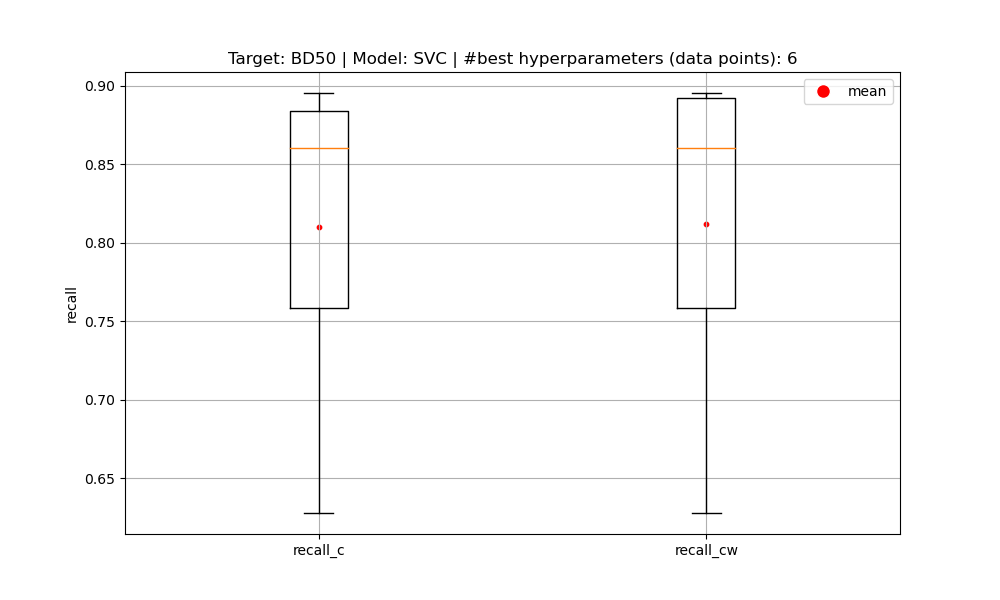 Target: BD50 | Model: SVC | #best hyperparameters (data points): 6
mean
0.90
0.85
0.80
0.75
0.70
0.65
recall
recall_c
recall_cw